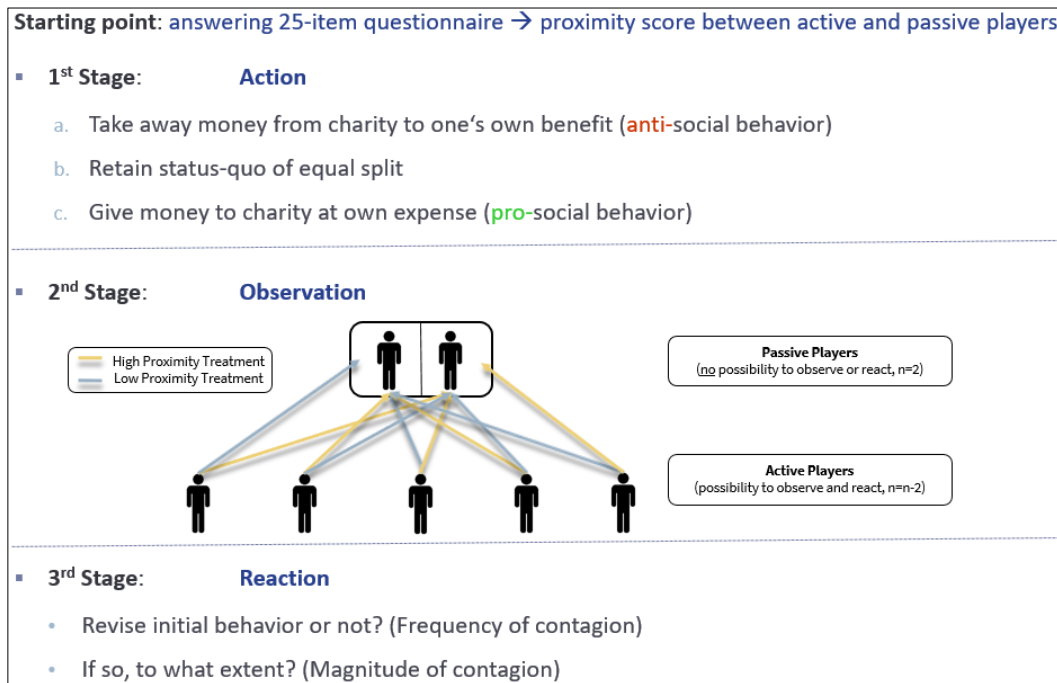 Starting point: answering 25-item questionnaire → proximity score between active and passive players
▪ 1st Stage: Action
a. Take away money from charity to one‘s own benefit (anti-social behavior)
b. Retain status-quo of equal split
c. Give money to charity at own expense (pro-social behavior)
▪ 2nd Stage: Observation
High Proximity Treatment
Low Proximity Treatment
Passive Players
(no possibility to observe or react, n=2)
Active Players
(possibility to observe and react, n=n-2)
▪ 3rd Stage: Reaction
• Revise initial behavior or not? (Frequency of contagion)
• If so, to what extent? (Magnitude of contagion)